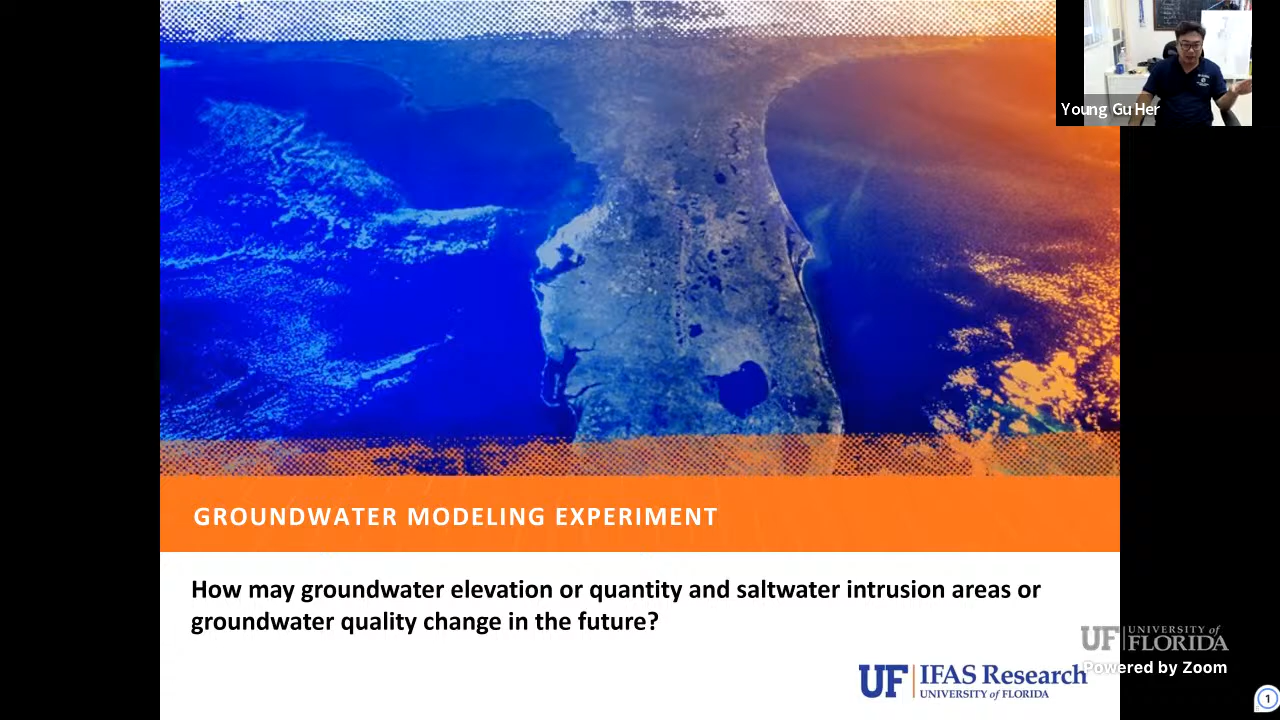 Young Gu Her
GROUNDWATER MODELING EXPERIMENT
How may groundwater elevation or quantity and saltwater intrusion areas or
groundwater quality change in the future?
UF UNIVERSITY of
FLORIDA
Powered by Zoom
UF IFAS Research
UNIVERSITY of FLORIDA
1